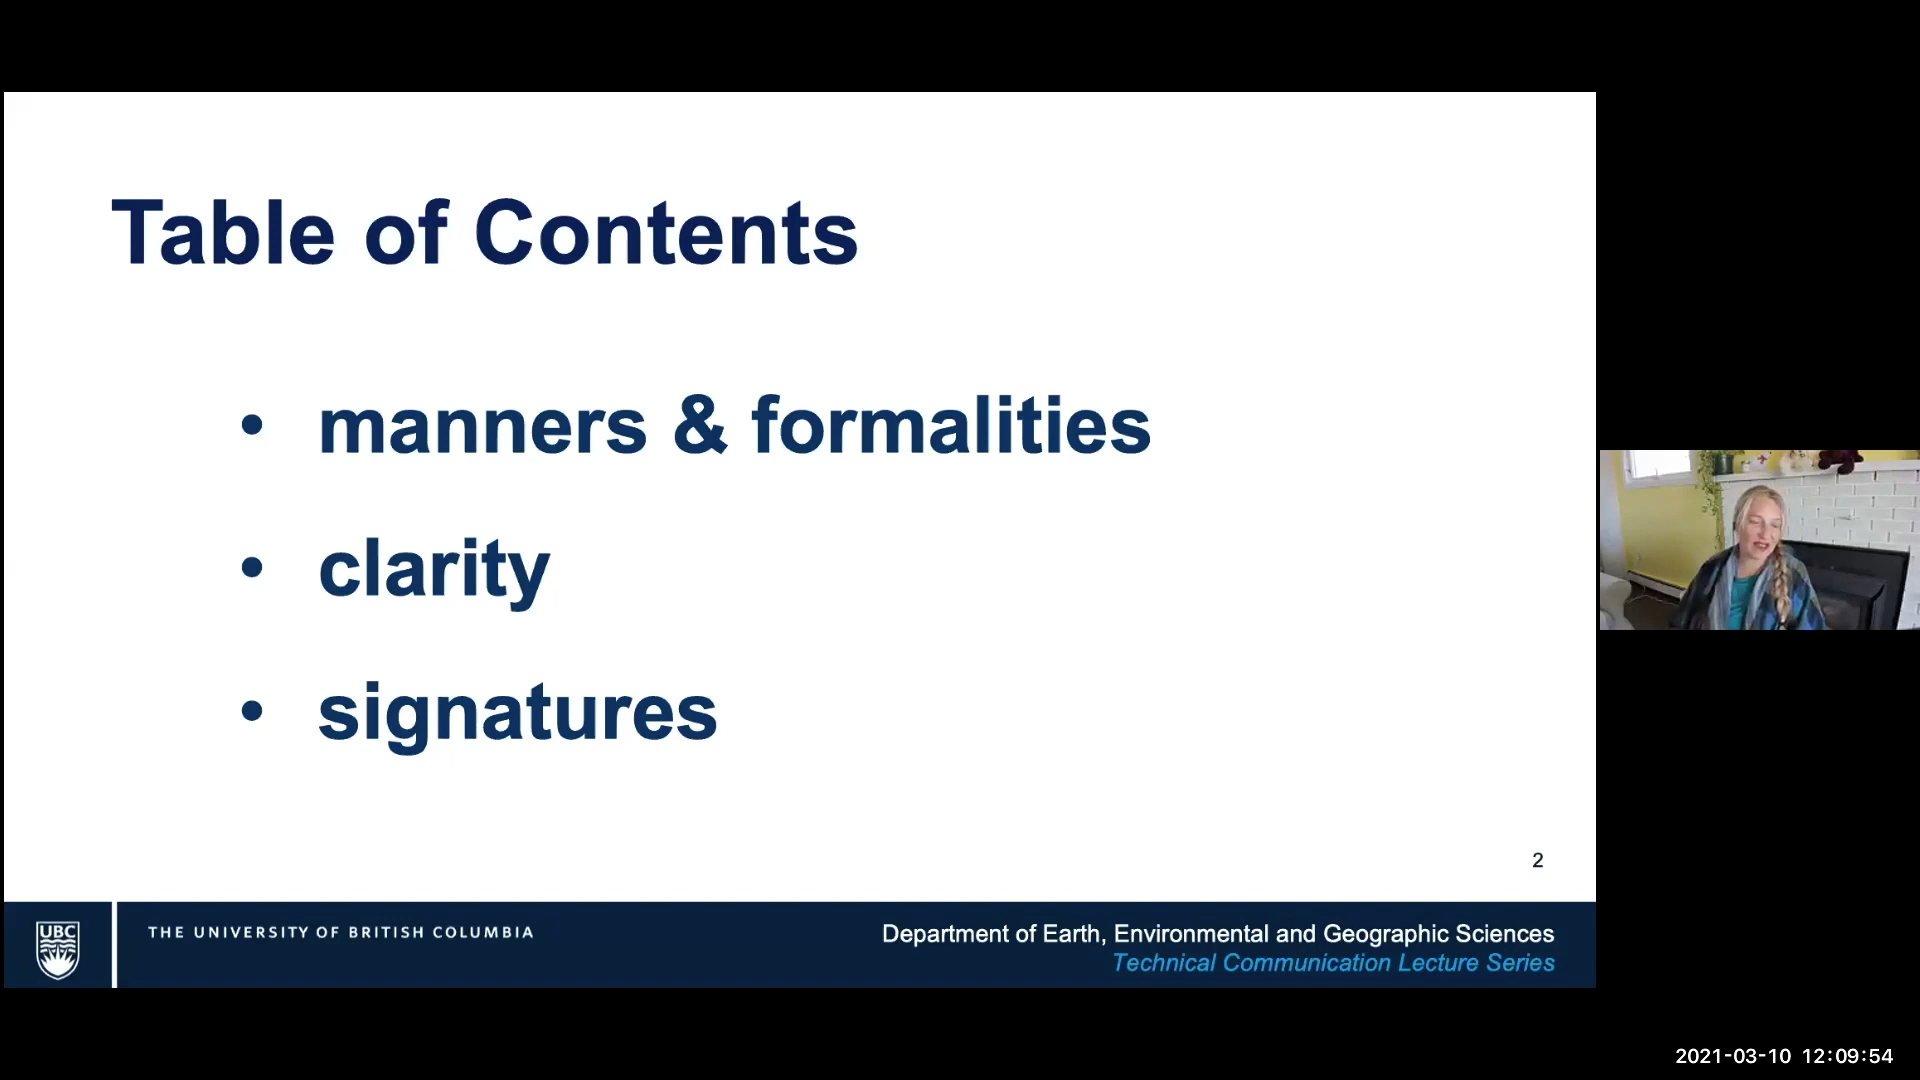 Table of Contents
• manners & formalities
• clarity
• signatures
2
UBC
THE UNIVERSITY OF BRITISH COLUMBIA
Department of Earth, Environmental and Geographic Sciences
Technical Communication Lecture Series
2021-03-10 12:09:54